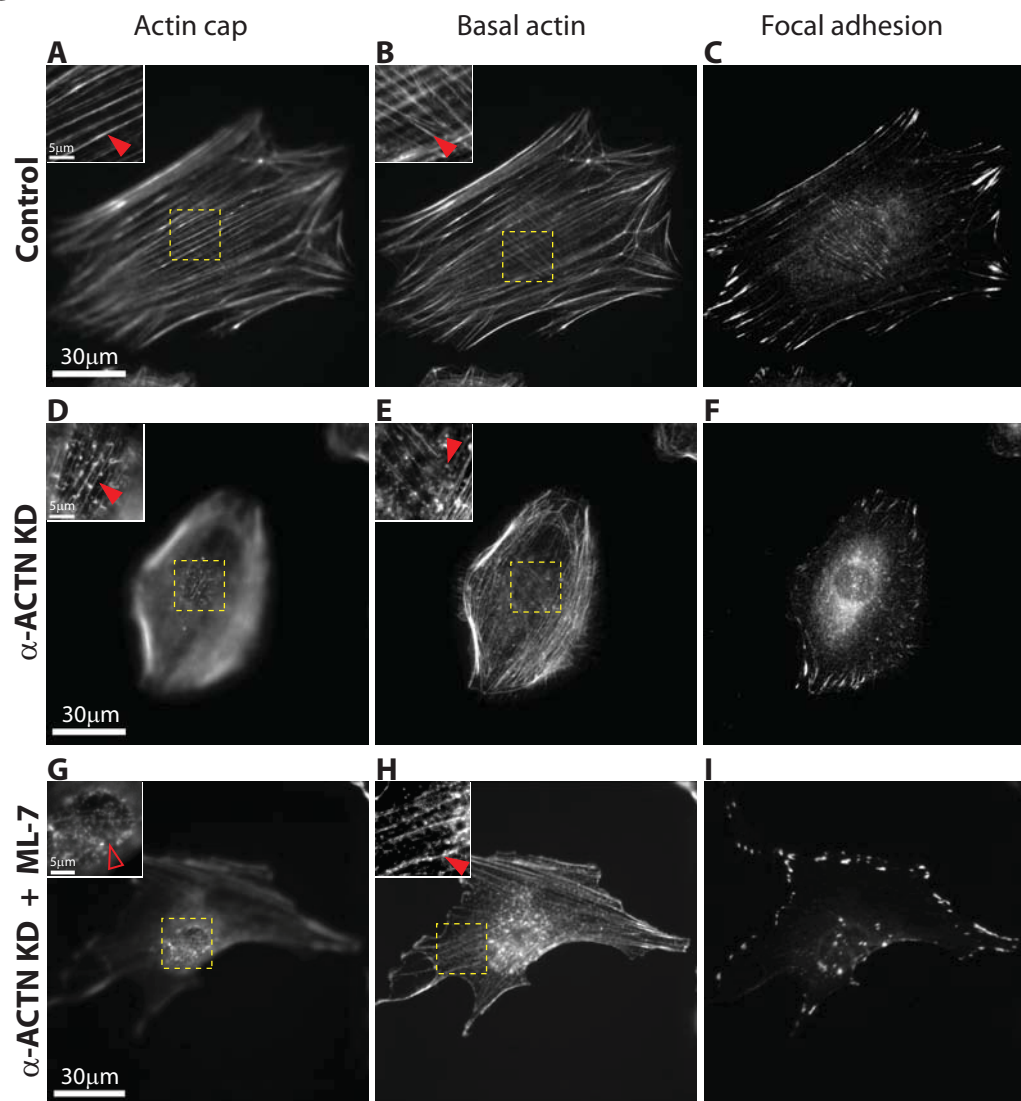 Actin cap
Basal actin
Focal adhesion
A
B
C
Control
5μm
30μm
D
E
F
α-ACTN KD
5μm
30μm
G
H
I
α-ACTN KD + ML-7
5μm
30μm